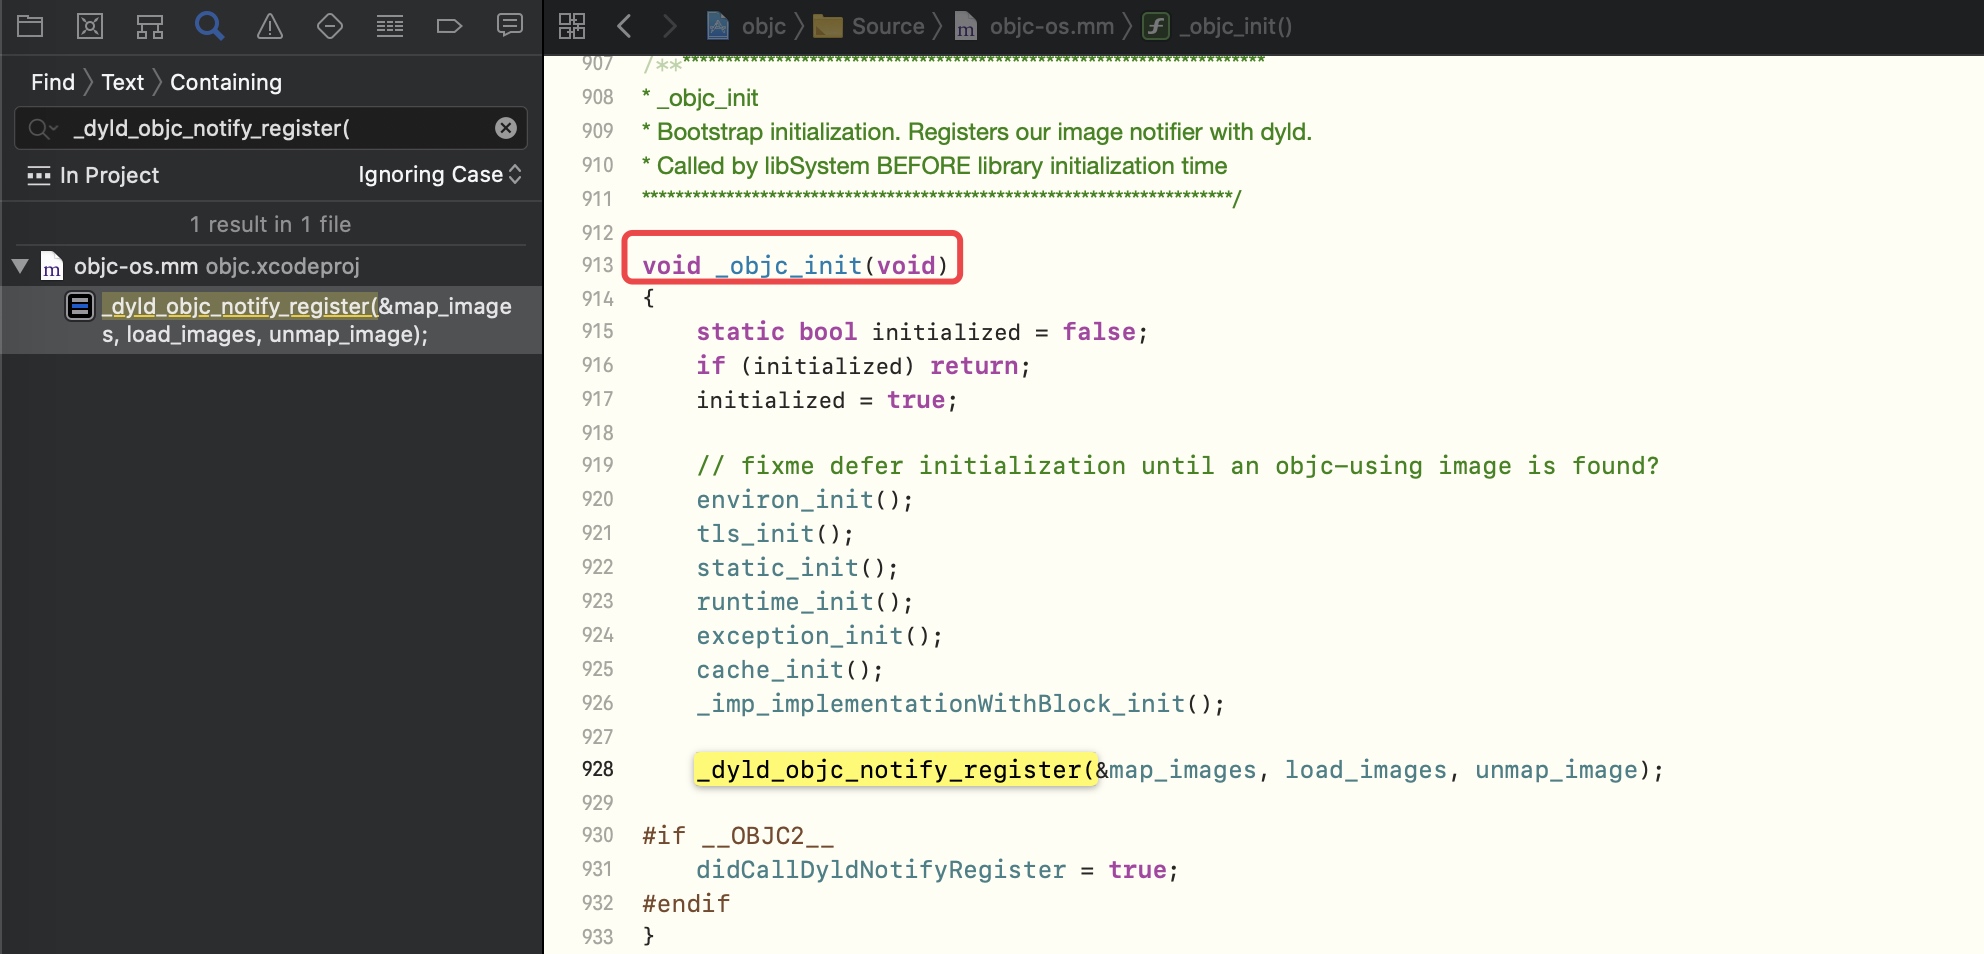 Find 〉Text 〉Containing
_dyld_objc_notify_register(
In Project Ignoring Case
1 result in 1 file
objc-os.mm objc.xcodeproj
_dyld_objc_notify_register(&map_image
s, load_images, unmap_image);
objc 〉Source 〉objc-os.mm 〉_objc_init()
907 /***********************************************************************
908 * _objc_init
909 * Bootstrap initialization. Registers our image notifier with dyld.
910 * Called by libSystem BEFORE library initialization time
911 **********************************************************************/
912
913 void _objc_init(void)
914 {
915 static bool initialized = false;
916 if (initialized) return;
917 initialized = true;
918
919 // fixme defer initialization until an objc-using image is found?
920 environ_init();
921 tls_init();
922 static_init();
923 runtime_init();
924 exception_init();
925 cache_init();
926 _imp_implementationWithBlock_init();
927
928 _dyld_objc_notify_register(&map_images, load_images, unmap_image);
929
930 #if __OBJC2__
931 didCallDyldNotifyRegister = true;
932 #endif
933 }